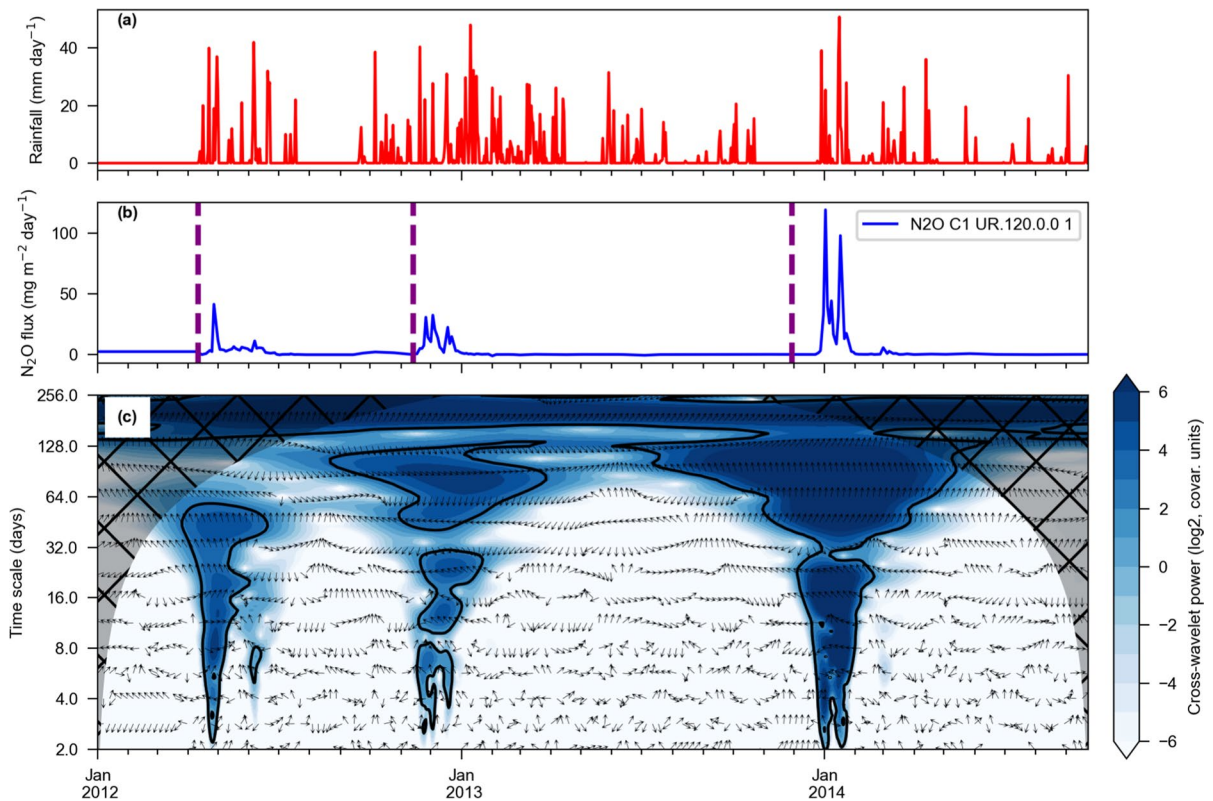 (a)
Rainfall (mm day⁻¹)
40
20
0
(b)
N₂O flux (mg m⁻² day⁻¹)
100
50
0
N2O C1 UR.120.0.0 1
(c)
Time scale (days)
256.0
128.0
64.0
32.0
16.0
8.0
4.0
2.0
Jan
2012
Jan
2013
Jan
2014
6
4
2
0
−2
−4
−6
Cross-wavelet power (log2, covar. units)